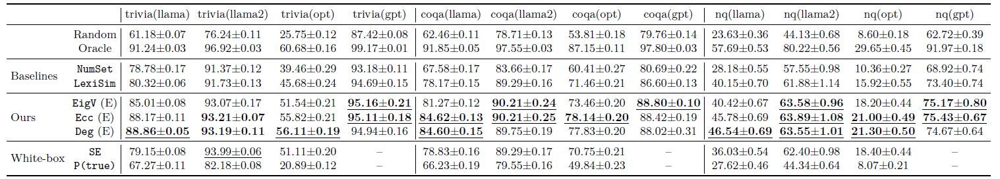 trivia(llama) trivia(llama2) trivia(opt) trivia(gpt) coqa(llama) coqa(llama2) coqa(opt) coqa(gpt) nq(llama) nq(llama2) nq(opt) nq(gpt)
Random 61.18±0.07 76.24±0.11 25.75±0.12 87.42±0.08 62.46±0.11 78.71±0.13 53.81±0.18 79.76±0.14 23.63±0.36 44.13±0.68 8.60±0.18 62.72±0.39
Oracle 91.24±0.03 96.92±0.03 60.68±0.16 99.17±0.01 91.85±0.05 97.55±0.03 87.15±0.11 97.80±0.03 57.69±0.53 80.22±0.56 29.65±0.45 91.97±0.18
Baselines
NumSet 78.78±0.17 91.37±0.12 39.46±0.29 93.18±0.11 67.58±0.17 83.66±0.17 60.41±0.27 80.69±0.22 28.18±0.55 57.55±0.98 10.36±0.27 68.92±0.74
LexiSim 80.32±0.06 91.73±0.13 45.68±0.24 94.69±0.15 78.17±0.15 89.29±0.16 71.46±0.21 86.60±0.13 40.15±0.70 61.88±1.14 15.92±0.55 73.40±0.74
EigV (E) 85.01±0.08 93.07±0.17 51.54±0.21 95.16±0.21 81.27±0.12 90.21±0.24 73.46±0.20 88.80±0.10 40.42±0.67 63.58±0.96 18.20±0.44 75.17±0.80
Ours Ecc (E) 88.17±0.11 93.21±0.07 55.82±0.21 95.11±0.18 84.62±0.13 90.21±0.25 78.14±0.20 88.42±0.19 45.78±0.69 63.89±1.08 21.00±0.49 75.43±0.67
Deg (E) 88.86±0.05 93.19±0.11 56.11±0.19 94.94±0.16 84.60±0.15 89.75±0.19 77.83±0.20 88.02±0.31 46.54±0.69 63.55±1.01 21.30±0.50 74.67±0.64
White-box
SE 79.15±0.08 93.99±0.06 51.11±0.20 – 78.83±0.16 89.29±0.17 70.75±0.21 – 36.03±0.54 62.40±0.98 18.40±0.44 –
P(true) 67.27±0.11 82.18±0.08 20.89±0.12 – 66.23±0.19 79.55±0.16 49.84±0.23 – 27.62±0.46 44.34±0.64 8.07±0.21 –